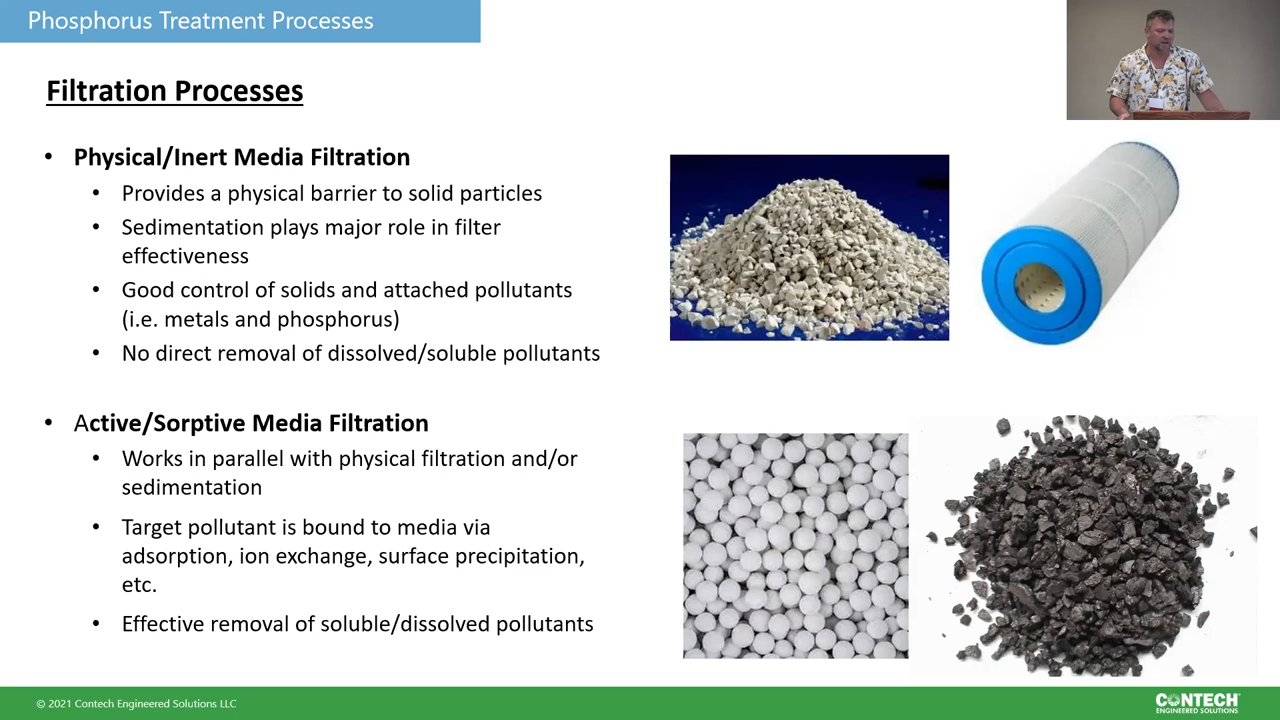 Phosphorus Treatment Processes
Filtration Processes
• Physical/Inert Media Filtration
• Provides a physical barrier to solid particles
• Sedimentation plays major role in filter
effectiveness
• Good control of solids and attached pollutants
(i.e. metals and phosphorus)
• No direct removal of dissolved/soluble pollutants
• Active/Sorptive Media Filtration
• Works in parallel with physical filtration and/or
sedimentation
• Target pollutant is bound to media via
adsorption, ion exchange, surface precipitation,
etc.
• Effective removal of soluble/dissolved pollutants
© 2021 Contech Engineered Solutions LLC
CONTECH
ENGINEERED SOLUTIONS